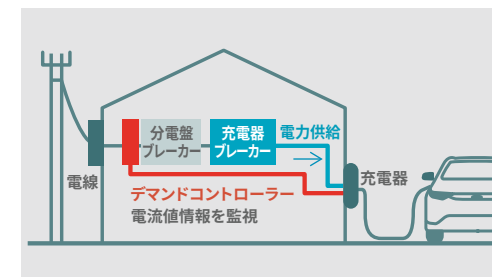 分電盤
ブレーカー
充電器
ブレーカー
電力供給
電線
充電器
デマンドコントローラー
電流値情報を監視